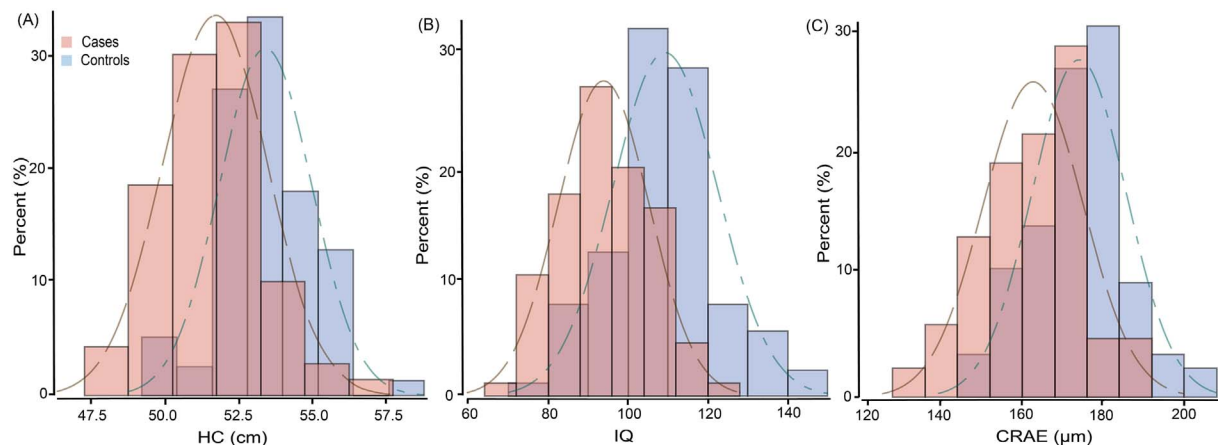 (A)
Cases
Controls
Percent (%)
30
20
10
0
47.5 50.0 52.5 55.0 57.5
HC (cm)
(B)
Percent (%)
30
20
10
0
60 80 100 120 140
IQ
(C)
Percent (%)
30
20
10
0
120 140 160 180 200
CRAE (µm)